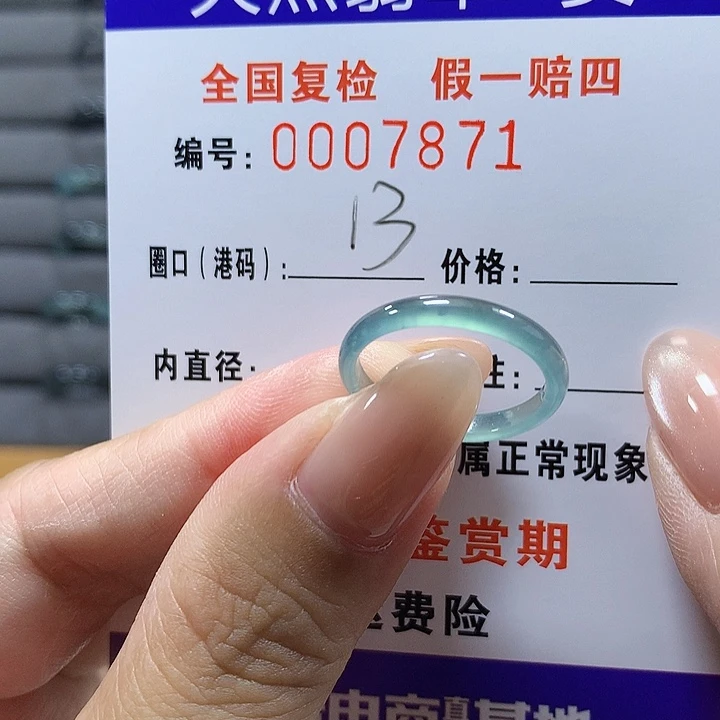 全国复检 假一赔四
编号: 0007871
圈口(港码): 13 价格:
内直径:
属正常现象
鉴赏期
费险